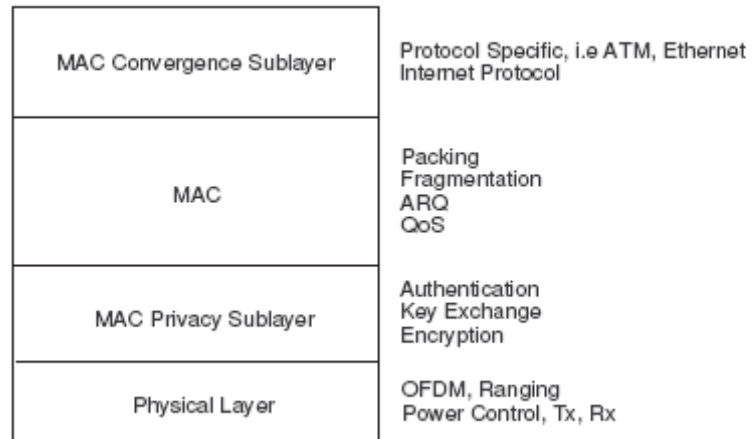 MAC Convergence Sublayer
Protocol Specific, i.e ATM, Ethernet
Internet Protocol
MAC
Packing
Fragmentation
ARQ
QoS
MAC Privacy Sublayer
Authentication
Key Exchange
Encryption
Physical Layer
OFDM, Ranging
Power Control, Tx, Rx